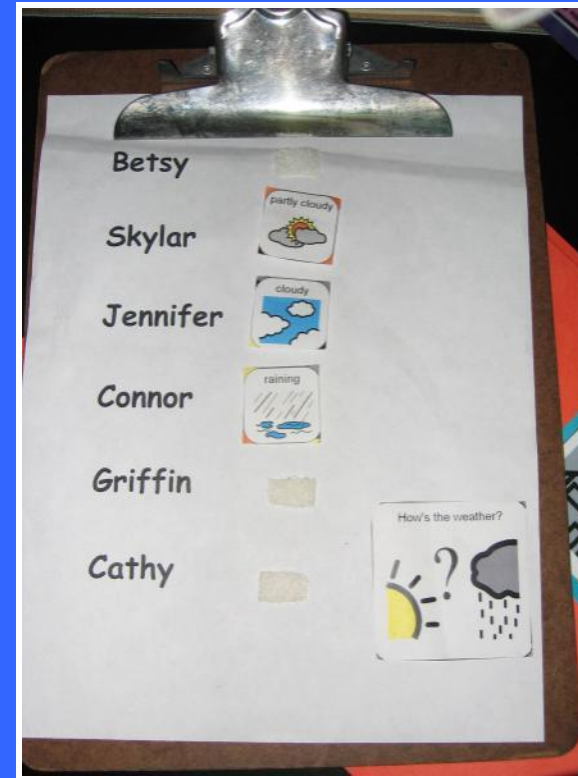 Betsy
partly cloudy
Skylar
cloudy
Jennifer
raining
Connor
Griffin
How's the weather?
?
Cathy